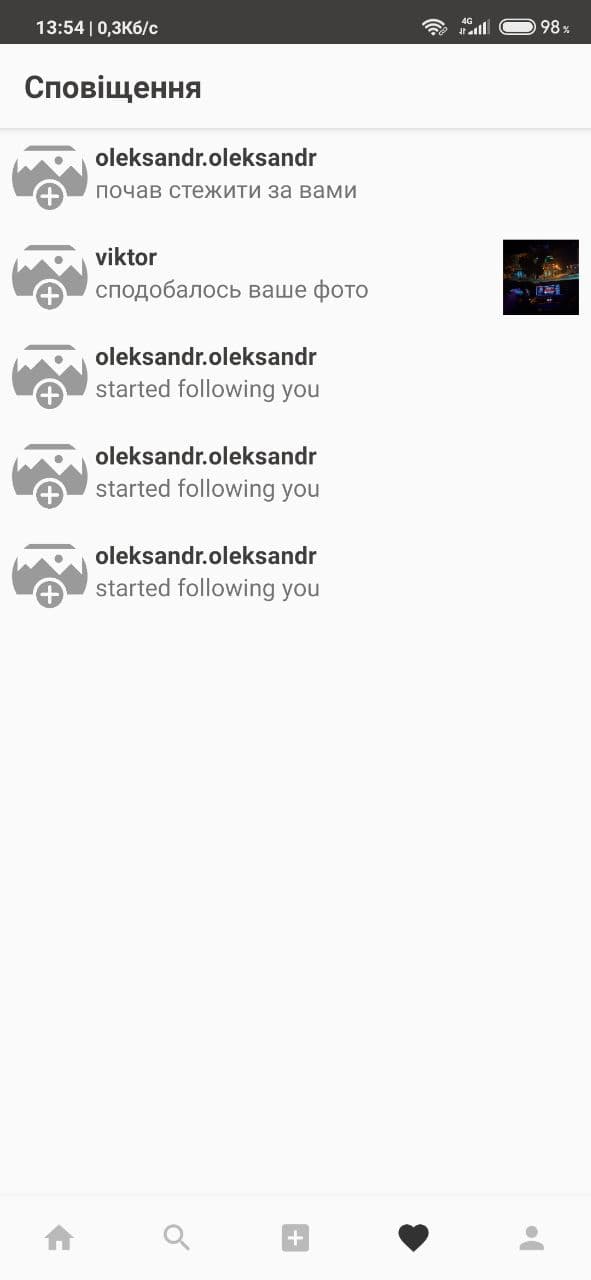 13:54 | 0,3Кб/с 4G 98%
Сповіщення
oleksandr.oleksandr
почав стежити за вами
viktor
сподобалось ваше фото
oleksandr.oleksandr
started following you
oleksandr.oleksandr
started following you
oleksandr.oleksandr
started following you